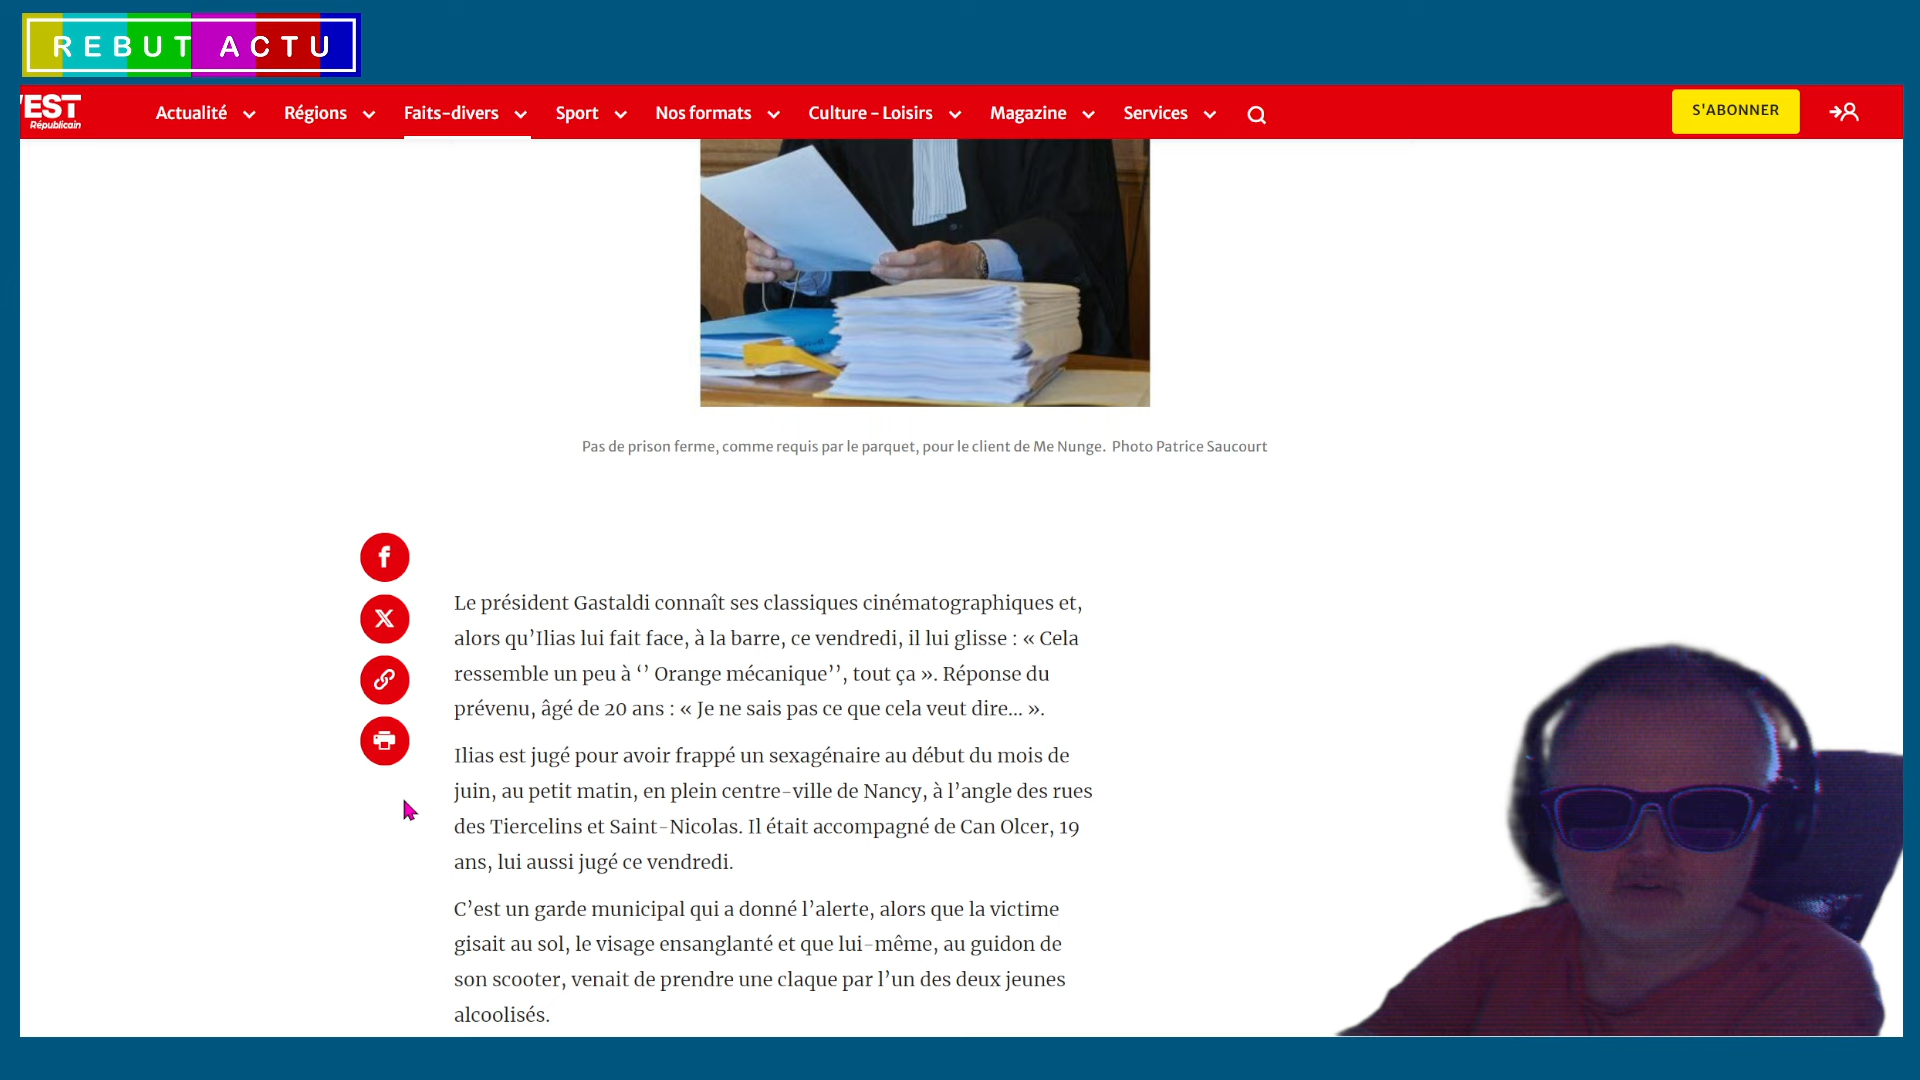 REBUT ACTU
L'EST
Républicain
Actualité
Régions
Faits-divers
Sport
Nos formats
Culture - Loisirs
Magazine
Services
S'ABONNER
Pas de prison ferme, comme requis par le parquet, pour le client de Me Nunge. Photo Patrice Saucourt
Le président Gastaldi connaît ses classiques cinématographiques et,
alors qu’Ilias lui fait face, à la barre, ce vendredi, il lui glisse : « Cela
ressemble un peu à ‘’ Orange mécanique’’, tout ça ». Réponse du
prévenu, âgé de 20 ans : « Je ne sais pas ce que cela veut dire… ».
Ilias est jugé pour avoir frappé un sexagénaire au début du mois de
juin, au petit matin, en plein centre-ville de Nancy, à l’angle des rues
des Tiercelins et Saint-Nicolas. Il était accompagné de Can Olcer, 19
ans, lui aussi jugé ce vendredi.
C’est un garde municipal qui a donné l’alerte, alors que la victime
gisait au sol, le visage ensanglanté et que lui-même, au guidon de
son scooter, venait de prendre une claque par l’un des deux jeunes
alcoolisés.